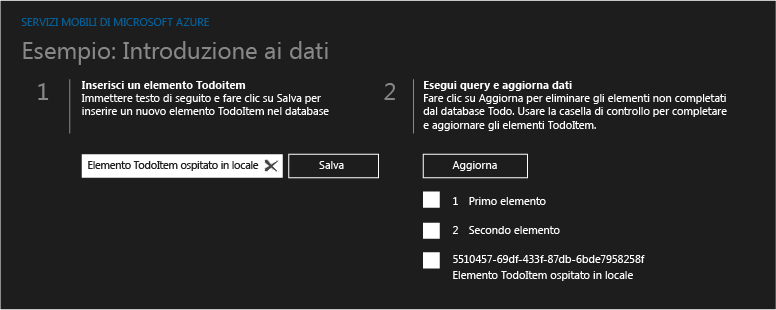 SERVIZI MOBILI DI MICROSOFT AZURE
Esempio: Introduzione ai dati
1
Inserisci un elemento Todoitem
Immettere testo di seguito e fare clic su Salva per
inserire un nuovo elemento TodoItem nel database
Elemento TodoItem ospitato in locale
Salva
2
Esegui query e aggiorna dati
Fare clic su Aggiorna per eliminare gli elementi non completati
dal database Todo. Usare la casella di controllo per completare
e aggiornare gli elementi TodoItem.
Aggiorna
1 Primo elemento
2 Secondo elemento
5510457-69df-433f-87db-6bde7958258f
Elemento TodoItem ospitato in locale